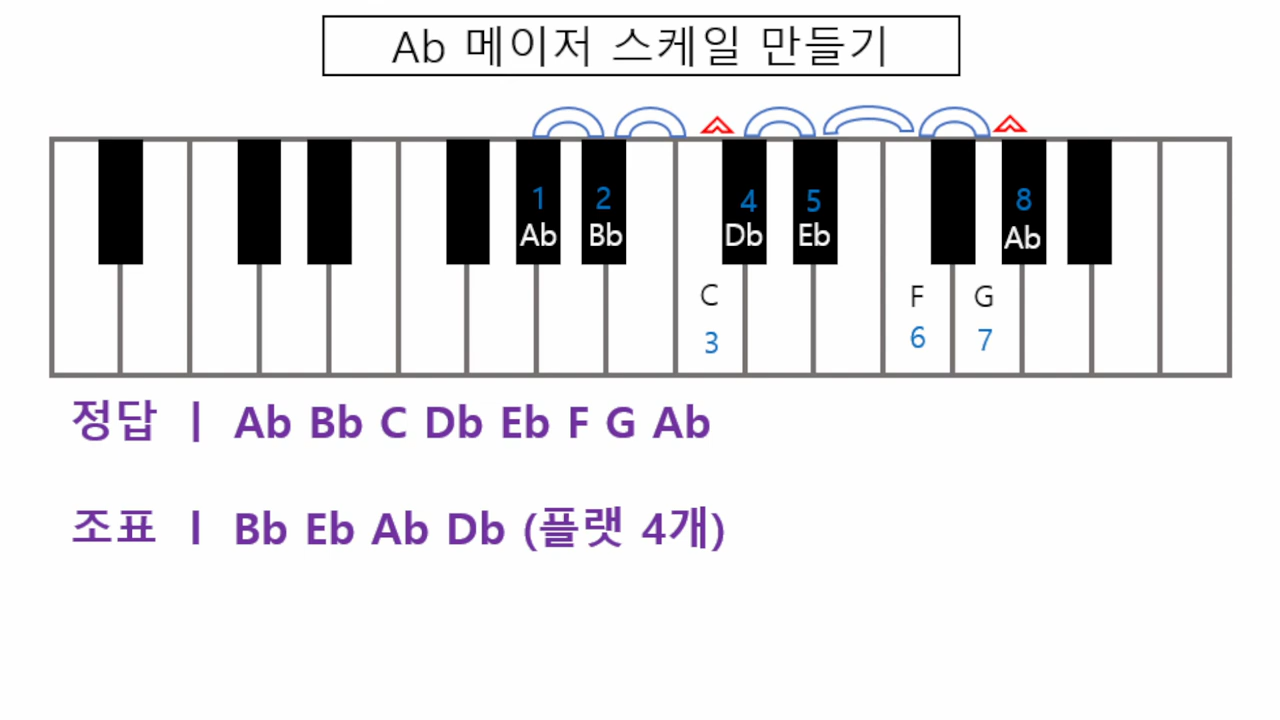 Ab 메이저 스케일 만들기
1 2 4 5 8
Ab Bb Db Eb Ab
C F G
3 6 7
정답 | Ab Bb C Db Eb F G Ab
조표 | Bb Eb Ab Db (플랫 4개)